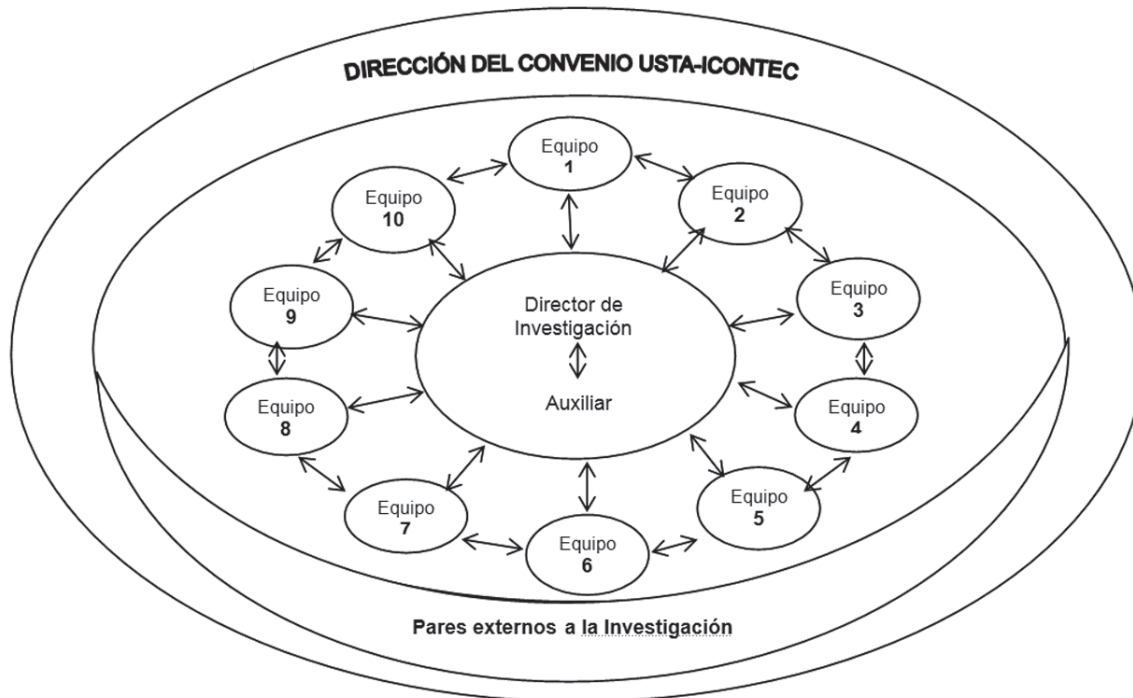 DIRECCIÓN DEL CONVENIO USTA-ICONTEC
Equipo
1
Equipo
2
Equipo
3
Equipo
4
Equipo
5
Equipo
6
Equipo
7
Equipo
8
Equipo
9
Equipo
10
Director de
Investigación
Auxiliar
Pares externos a la Investigación